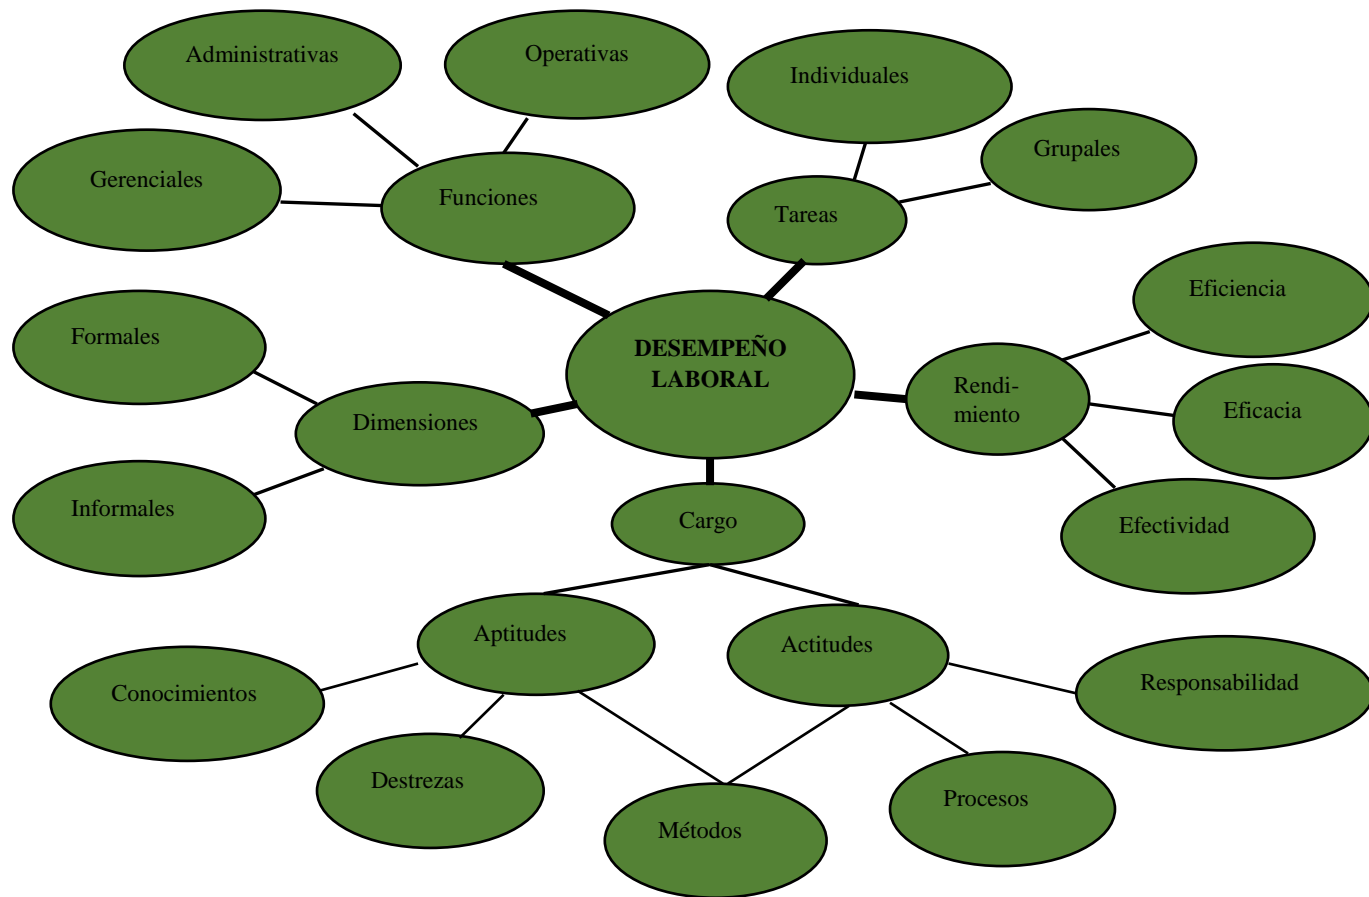 Administrativas
Operativas
Individuales
Grupales
Gerenciales
Funciones
Tareas
Eficiencia
Formales
DESEMPEÑO
LABORAL
Rendi-
miento
Eficacia
Dimensiones
Informales
Cargo
Efectividad
Aptitudes
Actitudes
Conocimientos
Responsabilidad
Destrezas
Métodos
Procesos